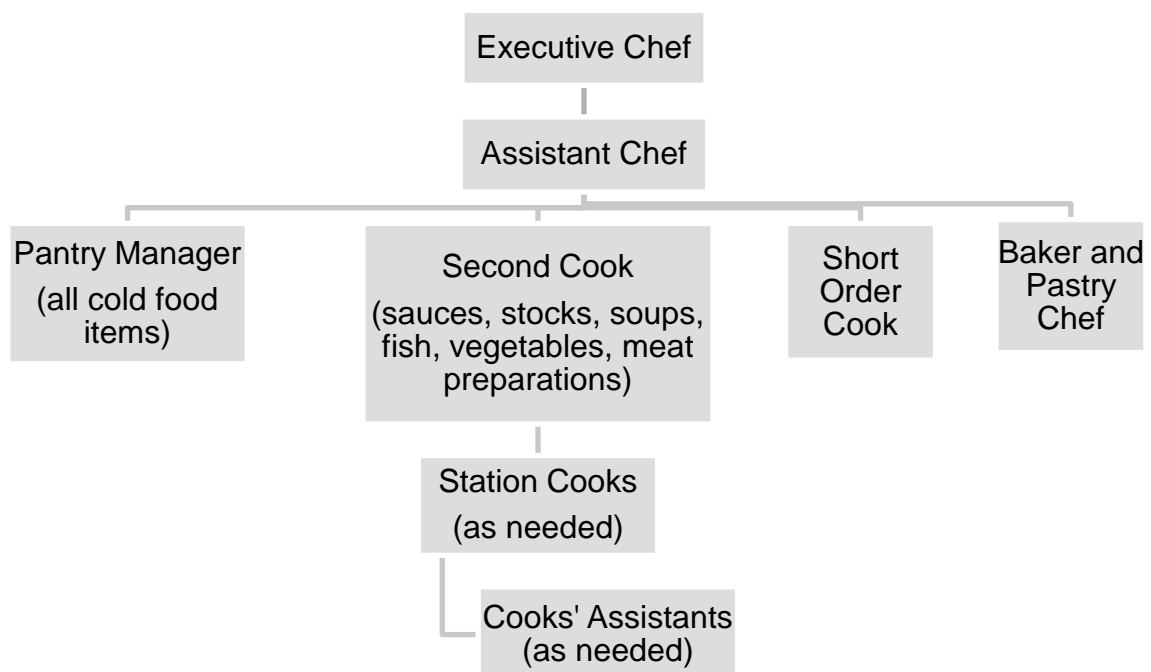 Executive Chef
Assistant Chef
Pantry Manager
(all cold food
items)
Second Cook
(sauces, stocks, soups,
fish, vegetables, meat
preparations)
Short
Order
Cook
Baker and
Pastry
Chef
Station Cooks
(as needed)
Cooks' Assistants
(as needed)